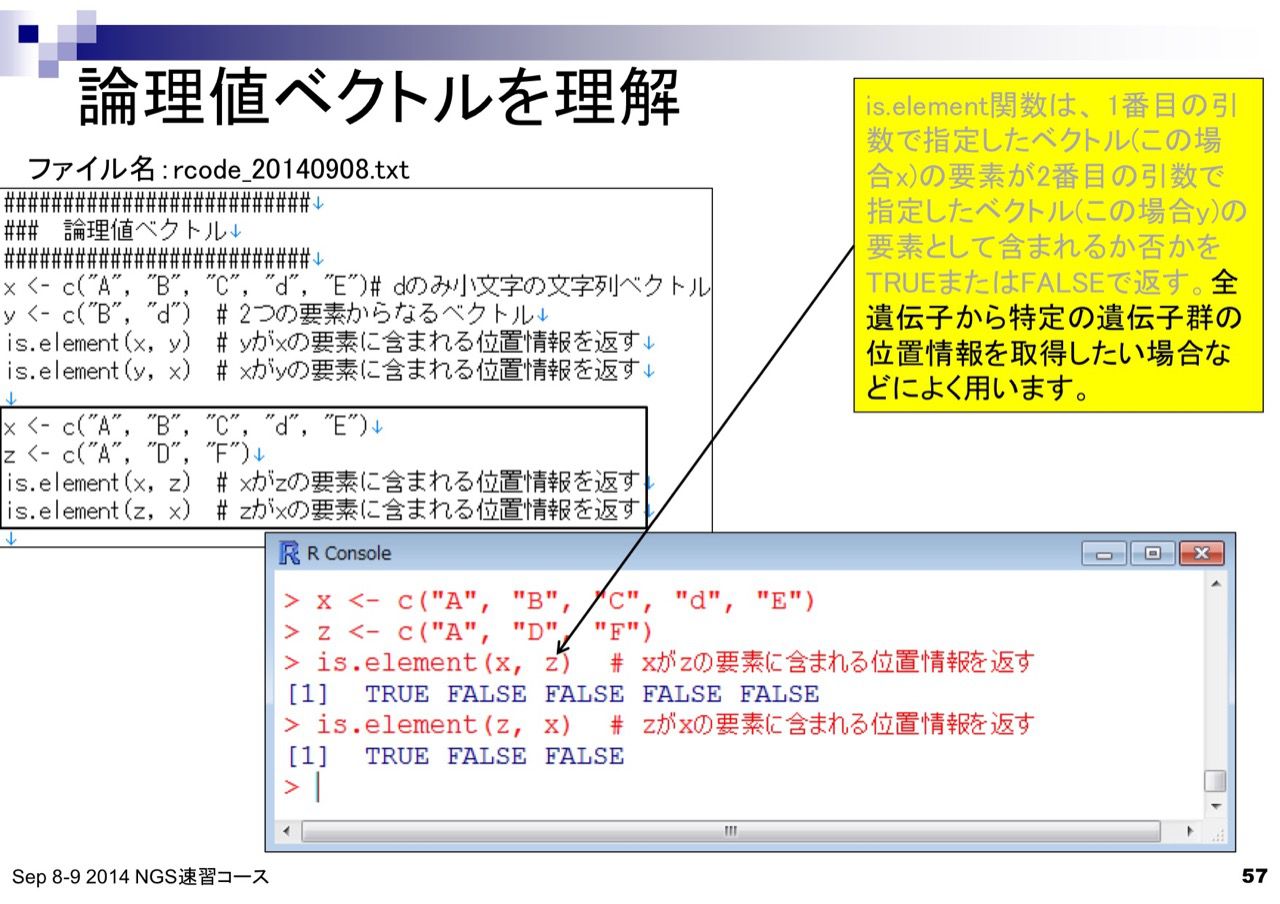 論理値ベクトルを理解
ファイル名：rcode_20140908.txt
##########################↓
###　論理値ベクトル↓
##########################↓
x <- c("A", "B", "C", "d", "E")# dのみ小文字の文字列ベクトル
y <- c("B", "d")  # 2つの要素からなるベクトル↓
is.element(x, y)  # yがxの要素に含まれる位置情報を返す↓
is.element(y, x)  # xがyの要素に含まれる位置情報を返す↓
↓
x <- c("A", "B", "C", "d", "E")↓
z <- c("A", "D", "F")↓
is.element(x, z)  # xがzの要素に含まれる位置情報を返す↓
is.element(z, x)  # zがxの要素に含まれる位置情報を返す↓
↓
is.element関数は、1番目の引
数で指定したベクトル(この場
合x)の要素が2番目の引数で
指定したベクトル(この場合y)の
要素として含まれるか否かを
TRUEまたはFALSEで返す。全
遺伝子から特定の遺伝子群の
位置情報を取得したい場合な
どによく用います。
R Console
> x <- c("A", "B", "C", "d", "E")
> z <- c("A", "D", "F")
> is.element(x, z)  # xがzの要素に含まれる位置情報を返す
[1]  TRUE FALSE FALSE FALSE FALSE
> is.element(z, x)  # zがxの要素に含まれる位置情報を返す
[1]  TRUE FALSE FALSE
>
Sep 8-9 2014 NGS速習コース
57